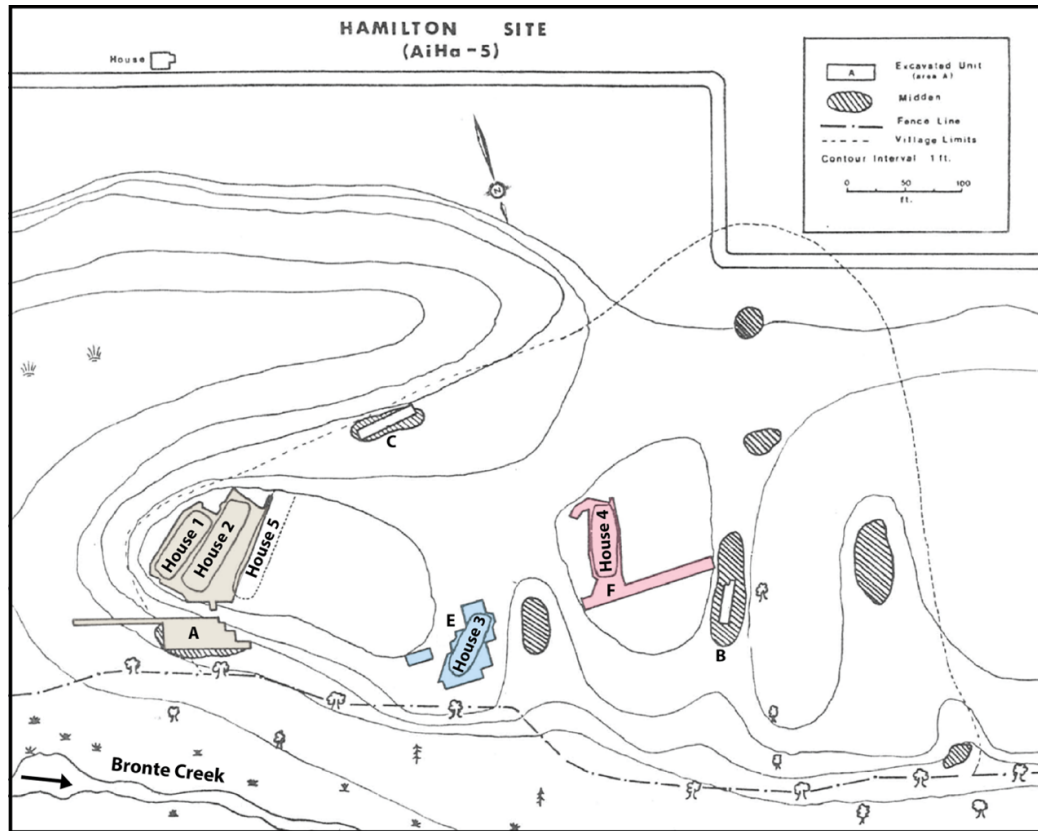 HAMILTON SITE
(AiHa-5)
House
A
Excavated Unit
(area A)
Midden
Fence Line
Village Limits
Contour Interval 1 ft.
0 50 100
ft.
N
C
House 1
House 2
House 5
House 4
F
A
E
House 3
B
Bronte Creek